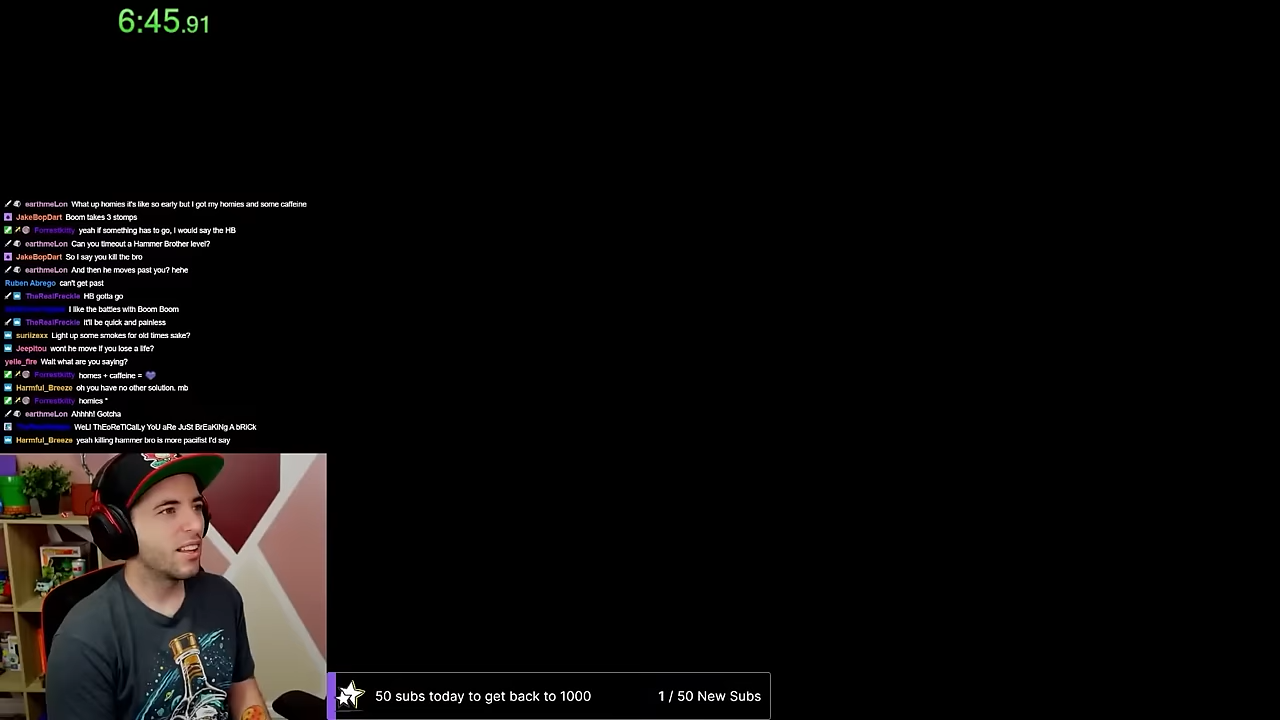 6:45.91
earthmeLon What up homies it's like so early but I got my homies and some caffeine
JakeBopDart Boom takes 3 stomps
Forrestkitty yeah if something has to go, I would say the HB
earthmeLon Can you timeout a Hammer Brother level?
JakeBopDart So I say you kill the bro
earthmeLon And then he moves past you? hehe
Ruben Abrego can't get past
TheRealFreckle HB gotta go
I like the battles with Boom Boom
TheRealFreckle it'll be quick and painless
suriizexx Light up some smokes for old times sake?
Jeepitou wont he move if you lose a life?
yelle_fire Wait what are you saying?
Forrestkitty homes + caffeine = 💜
Harmful_Breeze oh you have no other solution. mb
Forrestkitty homies *
earthmeLon Ahhhh! Gotcha
WeLl ThEoReTiCalLy YoU aRe JuSt BrEaKiNg A bRiCk
Harmful_Breeze yeah killing hammer bro is more pacifist I'd say
50 subs today to get back to 1000 1 / 50 New Subs